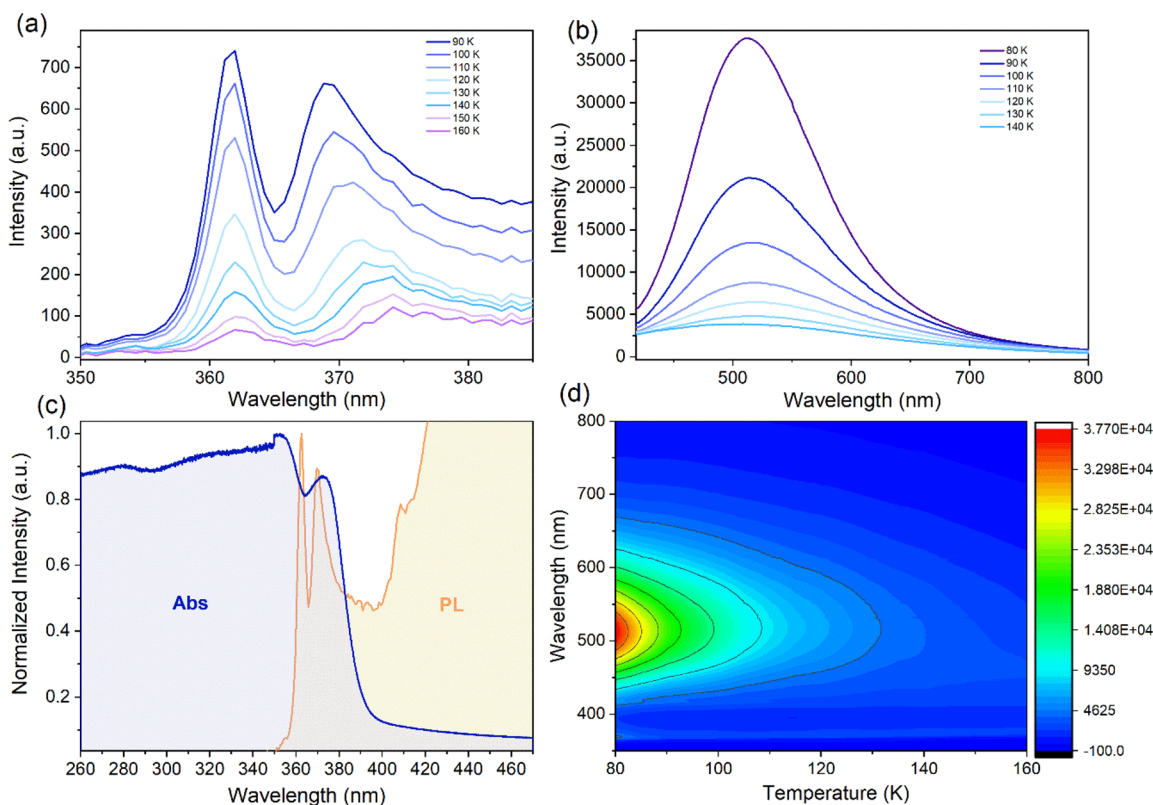 (a)
Intensity (a.u.)
700
600
500
400
300
200
100
0
350
360
370
380
Wavelength (nm)
90 K
100 K
110 K
120 K
130 K
140 K
150 K
160 K
(b)
Intensity (a.u.)
35000
30000
25000
20000
15000
10000
5000
0
500
600
700
800
Wavelength (nm)
80 K
90 K
100 K
110 K
120 K
130 K
140 K
(c)
Normalized Intensity (a.u.)
1.0
0.8
0.6
0.4
0.2
Abs
PL
260 280 300 320 340 360 380 400 420 440 460
Wavelength (nm)
(d)
Wavelength (nm)
800
700
600
500
400
80
100
120
140
160
Temperature (K)
3.770E+04
3.298E+04
2.826E+04
2.353E+04
1.880E+04
1.408E+04
9350
4625
-100.0